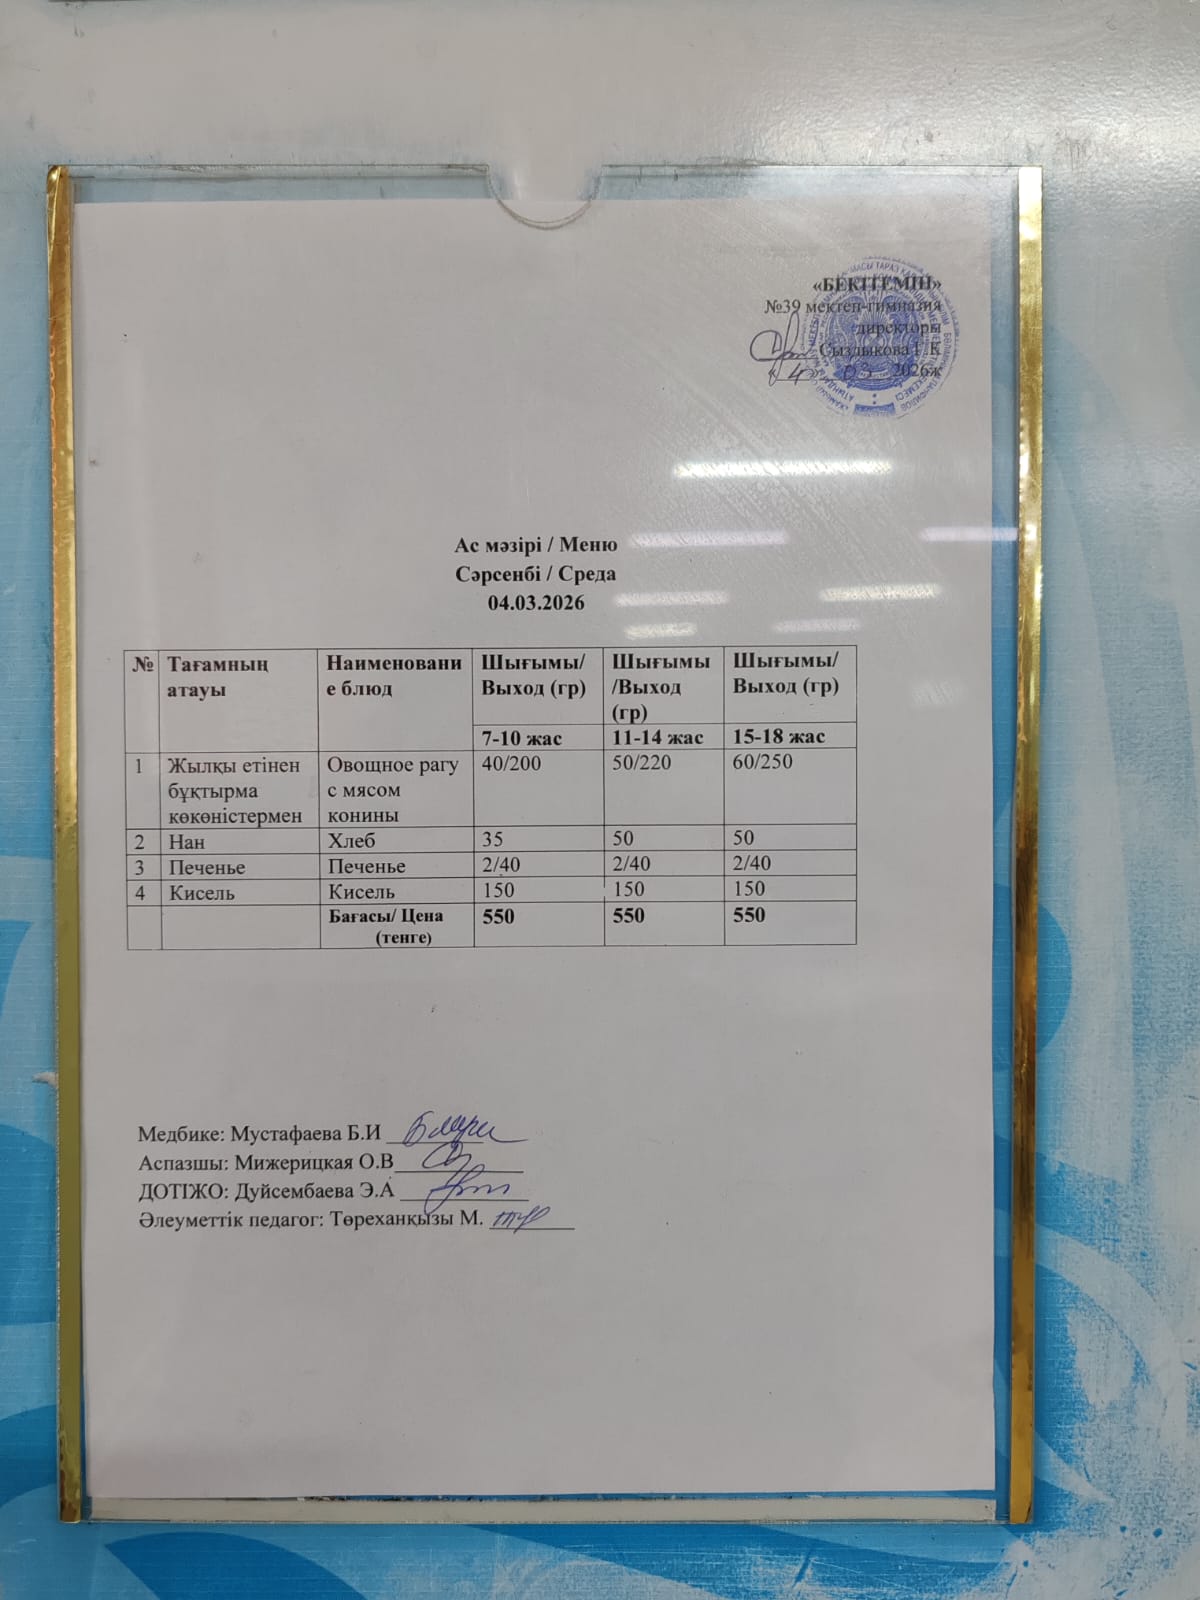 «БЕКІТЕМІН»
№39 мектеп-гимназия
директоры
Сыздыкова Г.К
«4» 03 2026ж
Ас мәзірі / Меню
Сәрсенбі / Среда
04.03.2026
№ Тағамның атауы Наименование блюд Шығымы/Выход (гр) Шығымы/Выход (гр) Шығымы/Выход (гр)
7-10 жас 11-14 жас 15-18 жас
1 Жылқы етінен бұқтырма көкөністермен Овощное рагу с мясом конины 40/200 50/220 60/250
2 Нан Хлеб 35 50 50
3 Печенье Печенье 2/40 2/40 2/40
4 Кисель Кисель 150 150 150
Бағасы/ Цена (тенге) 550 550 550
Медбике: Мустафаева Б.И
Аспазшы: Мижерицкая О.В
ДОТІЖО: Дуйсембаева Э.А
Әлеуметтік педагог: Төреханқызы М.